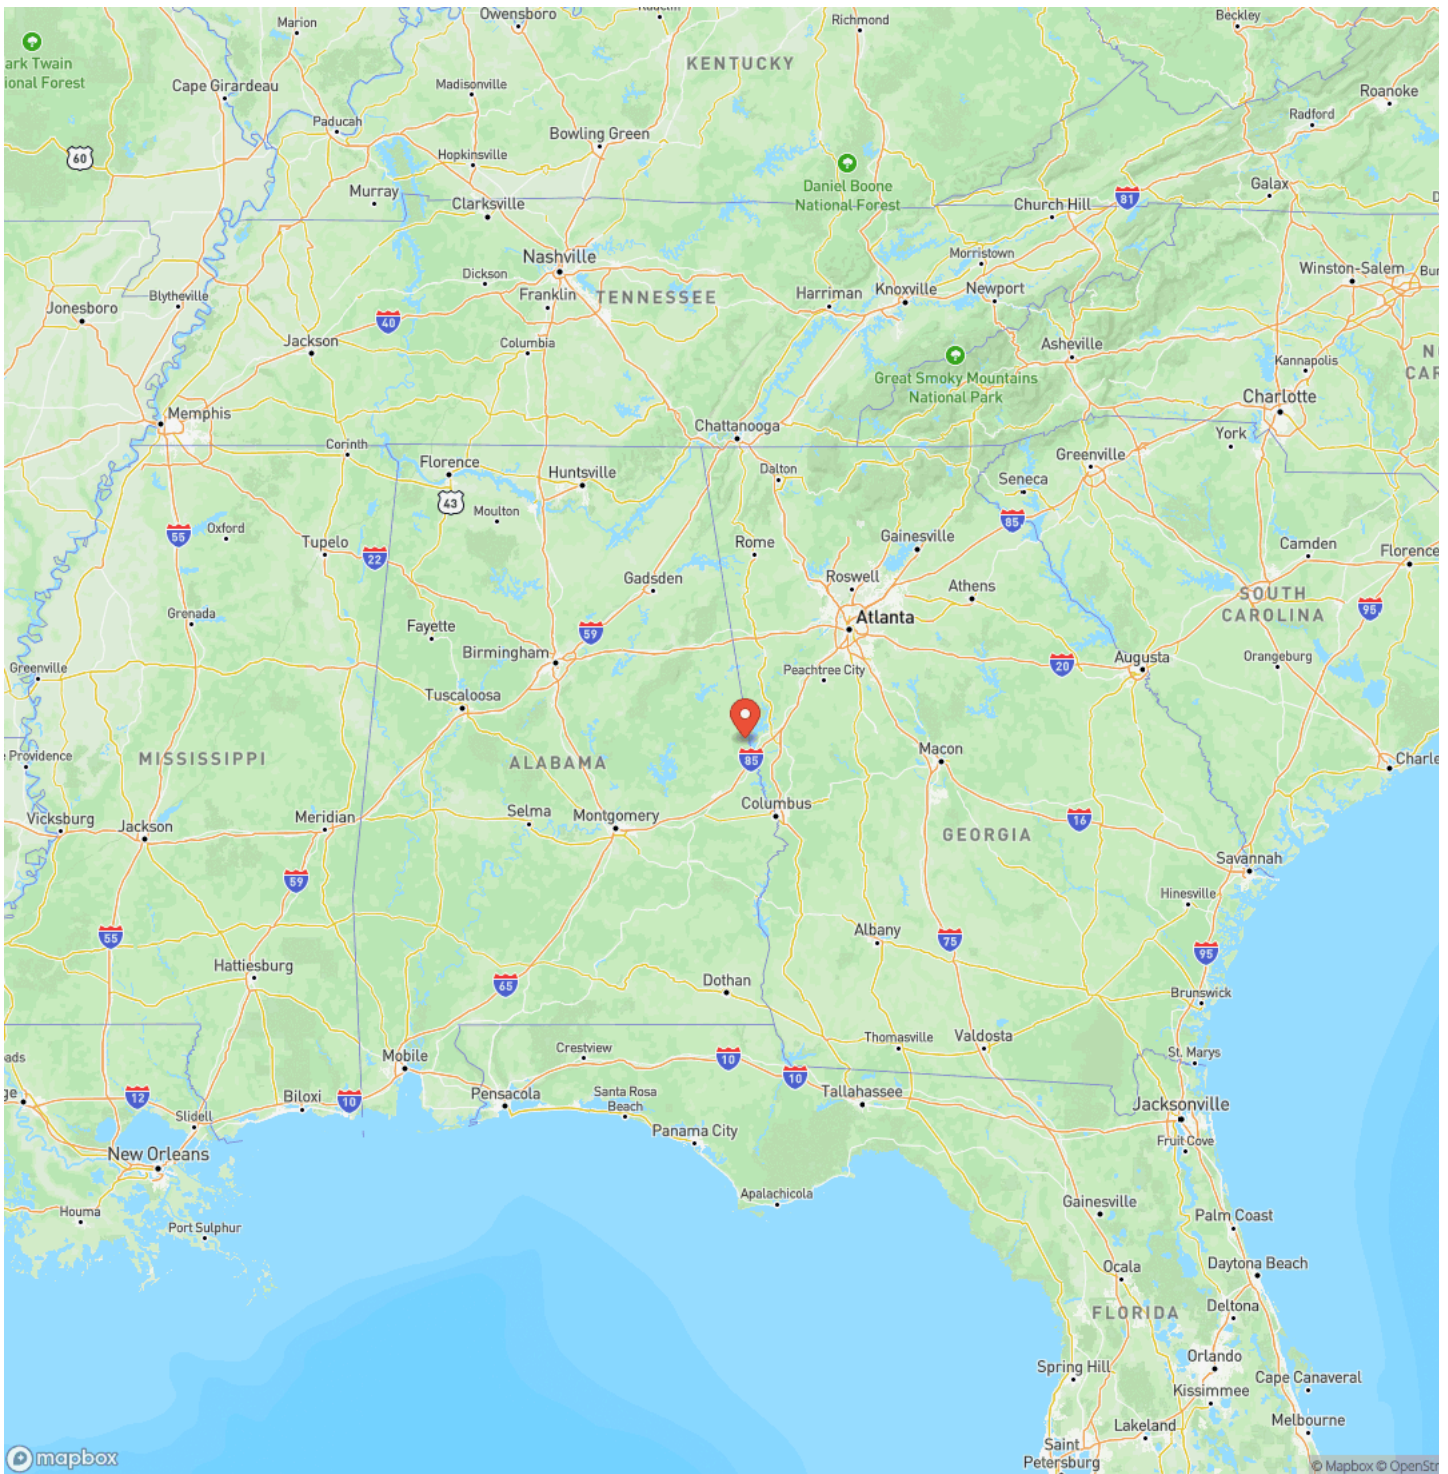 Marion
Owensboro
Richmond
Beckley
ark Twain
ional Forest
KENTUCKY
Cape Girardeau
Madisonville
Roanoke
Paducah
Bowling Green
Radford
60
Hopkinsville
Daniel Boone
National Forest
Murray
Clarksville
Church Hill
81
Galax
Nashville
Dickson
Morristown
Winston-Salem
Bur
Jonesboro
Blytheville
Franklin
TENNESSEE
Harriman
Knoxville
Newport
40
Jackson
Columbia
Asheville
Kannapolis
Great Smoky Mountains
National Park
Charlotte
Memphis
Chattanooga
York
Corinth
Florence
Huntsville
Dalton
Greenville
Seneca
43
Moulton
55
Oxford
Tupelo
22
Rome
Gainesville
85
Camden
Florence
Gadsden
Roswell
Athens
SOUTH
CAROLINA
95
Grenada
Fayette
59
Atlanta
Birmingham
Greenville
Peachtree City
20
Augusta
Orangeburg
Tuscaloosa
Providence
MISSISSIPPI
ALABAMA
85
Macon
Charle
Vicksburg
Jackson
Meridian
Selma
Montgomery
Columbus
GEORGIA
16
Savannah
59
Hinesville
55
Albany
75
95
Hattiesburg
65
Dothan
Brunswick
Thomasville
Valdosta
St. Marys
Mobile
Crestview
10
10
12
Biloxi
10
Pensacola
Santa Rosa
Beach
Tallahassee
Jacksonville
Slidell
Panama City
Fruit Cove
New Orleans
Apalachicola
Gainesville
Palm Coast
Houma
Port Sulphur
Ocala
Daytona Beach
FLORIDA
Deltona
Orlando
Spring Hill
Cape Canaveral
Kissimmee
Lakeland
Melbourne
Saint
Petersburg
mapbox
© Mapbox © OpenStr